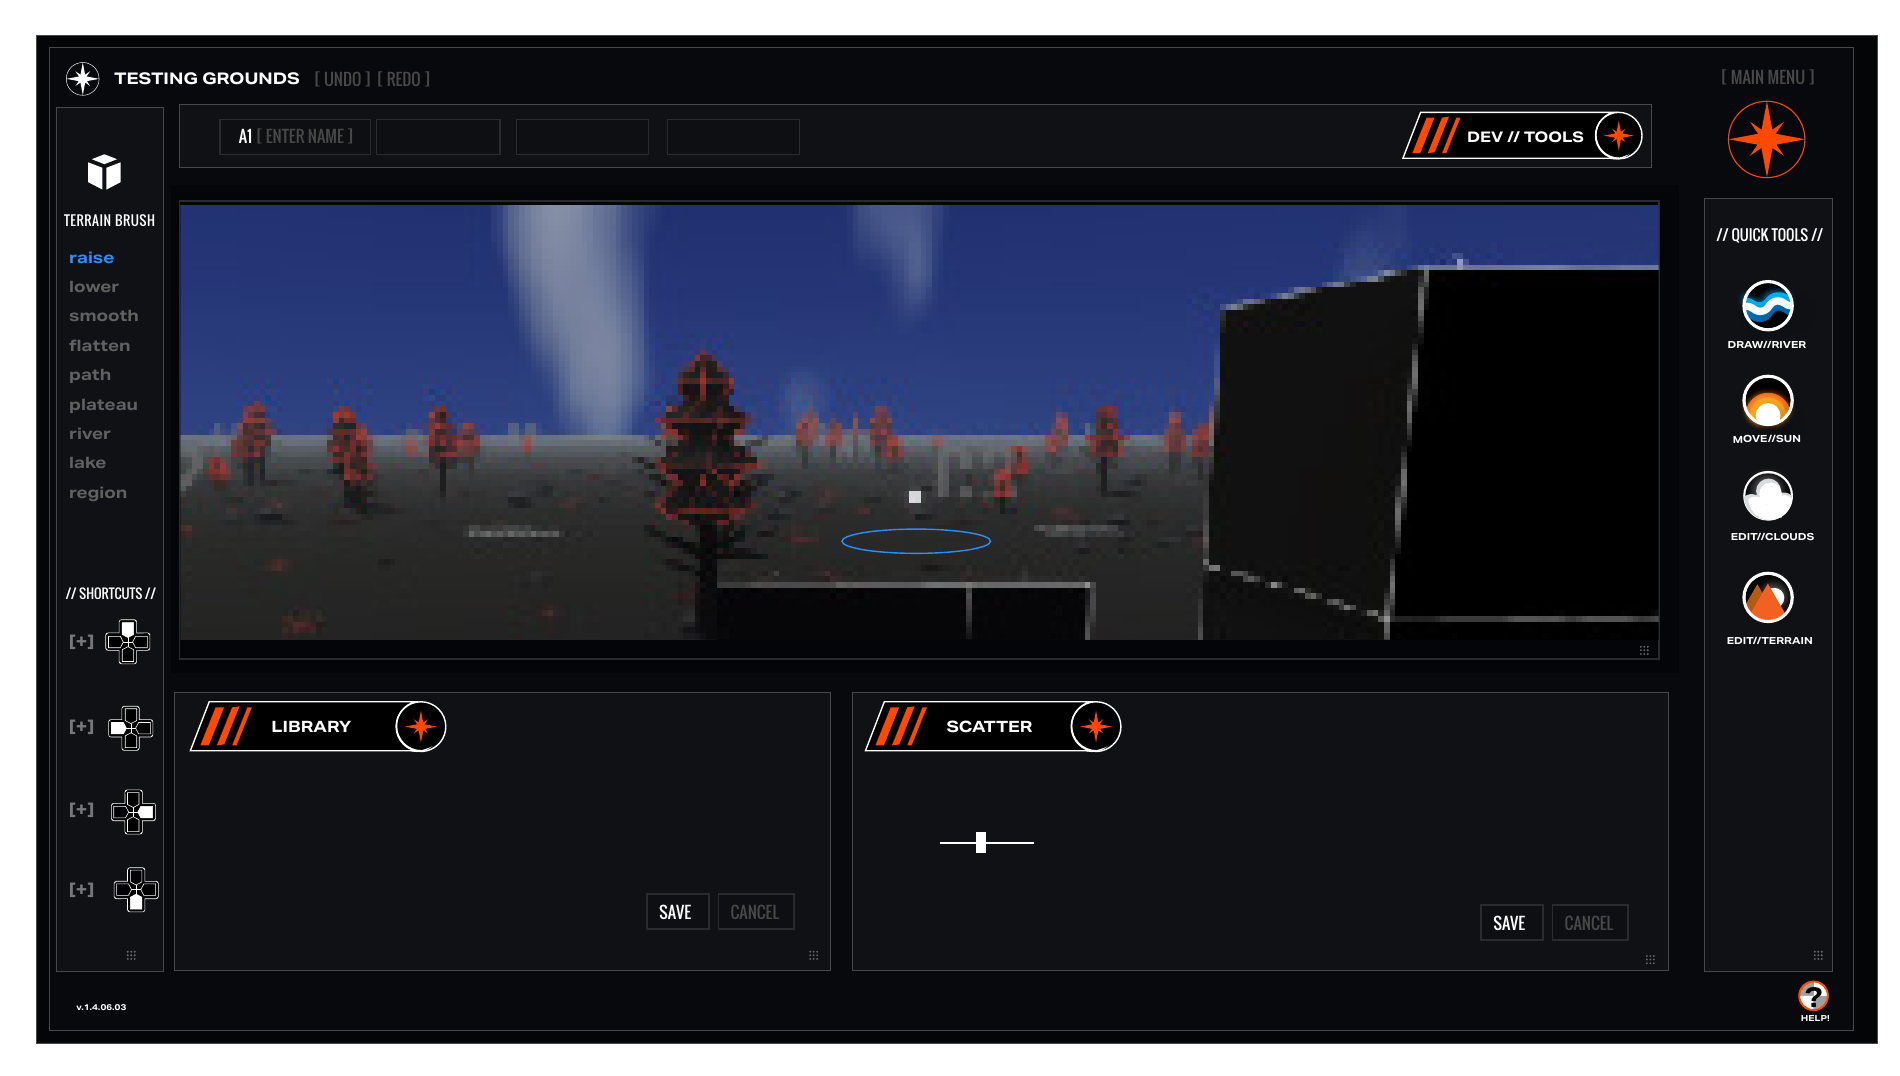 TESTING GROUNDS [ UNDO ] [ REDO ]
[ MAIN MENU ]
A1 [ ENTER NAME ]
DEV // TOOLS
TERRAIN BRUSH
raise
lower
smooth
flatten
path
plateau
river
lake
region
// SHORTCUTS //
[+]
[+]
[+]
[+]
// QUICK TOOLS //
DRAW//RIVER
MOVE//SUN
EDIT//CLOUDS
EDIT//TERRAIN
LIBRARY
SAVE CANCEL
SCATTER
SAVE CANCEL
v.1.4.06.03
?
HELP!